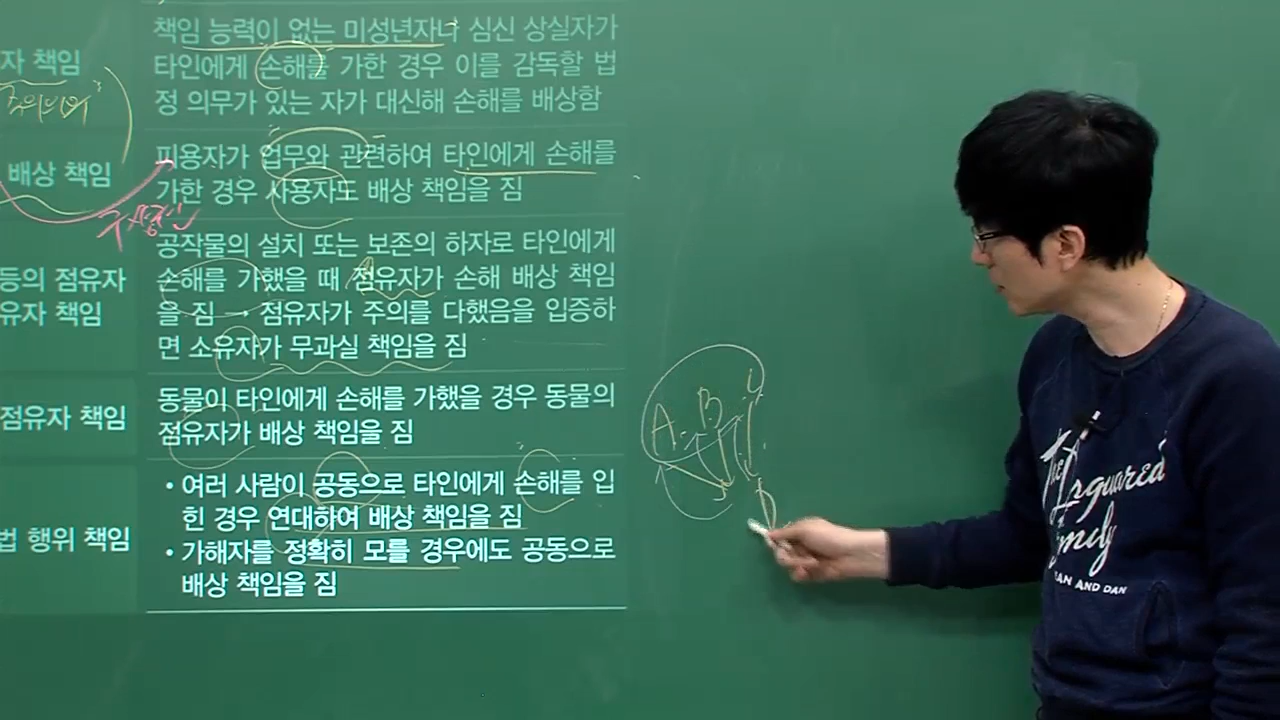 자 책임
책임 능력이 없는 미성년자나 심신 상실자가
타인에게 손해를 가한 경우 이를 감독할 법
정 의무가 있는 자가 대신해 손해를 배상함
배상 책임
피용자가 업무와 관련하여 타인에게 손해를
가한 경우 사용자도 배상 책임을 짐
등의 점유자
유자 책임
공작물의 설치 또는 보존의 하자로 타인에게
손해를 가했을 때 점유자가 손해 배상 책임
을 짐 → 점유자가 주의를 다했음을 입증하
면 소유자가 무과실 책임을 짐
점유자 책임
동물이 타인에게 손해를 가했을 경우 동물의
점유자가 배상 책임을 짐
법 행위 책임
• 여러 사람이 공동으로 타인에게 손해를 입
힌 경우 연대하여 배상 책임을 짐
• 가해자를 정확히 모를 경우에도 공동으로
배상 책임을 짐
A B
D
Family
DAN AND DAN